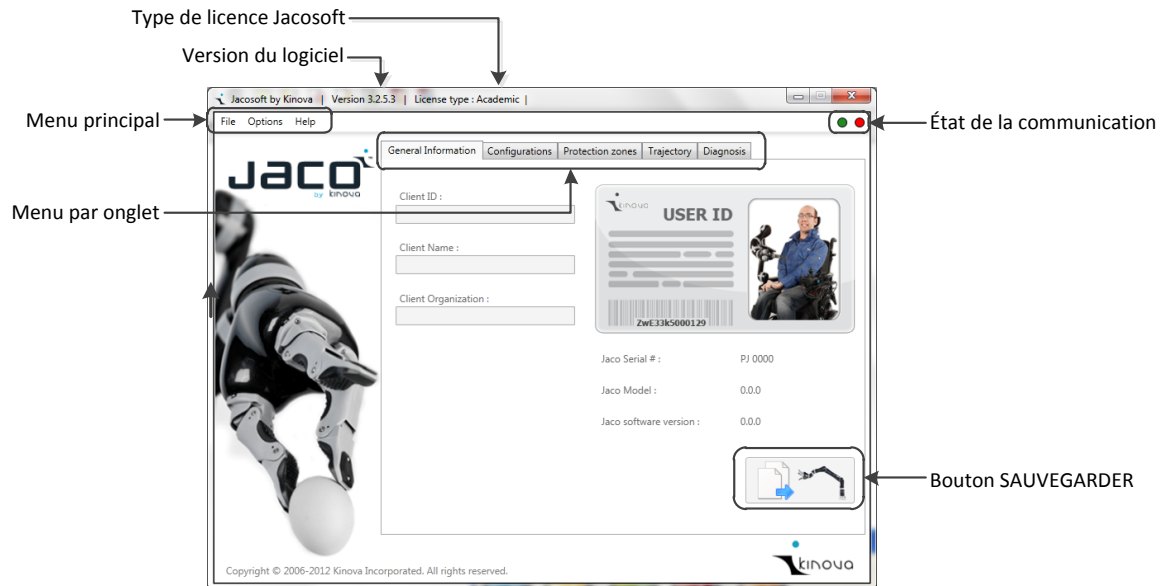 Type de licence Jacosoft
Version du logiciel
Jacosoft by Kinova | Version 3.2.5.3 | License type : Academic |
Menu principal
File Options Help
État de la communication
General Information Configurations Protection zones Trajectory Diagnosis
Jaco
by kinova
Menu par onglet
Client ID :
Client Name :
Client Organization :
kinova
USER ID
ZwE33k5000129
Jaco Serial # : PJ 0000
Jaco Model : 0.0.0
Jaco software version : 0.0.0
Bouton SAUVEGARDER
kinova
Copyright © 2006-2012 Kinova Incorporated. All rights reserved.